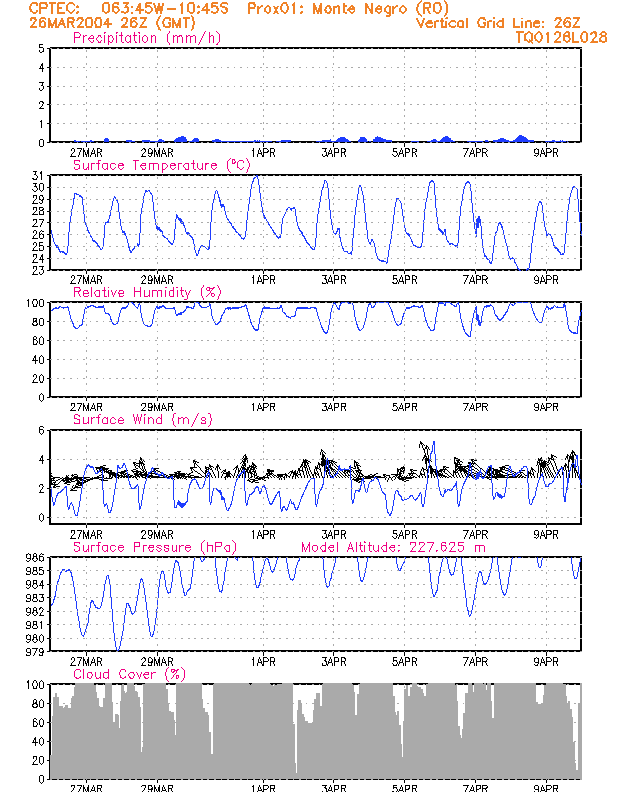 CPTEC: 063:45W-10:45S Prox01: Monte Negro (RO)
26MAR2004 26Z (GMT) Vertical Grid Line: 26Z
Precipitation (mm/h) TQ0126L028
5
4
3
2
1
0
27MAR 29MAR 1APR 3APR 5APR 7APR 9APR
Surface Temperature (°C)
31
30
29
28
27
26
25
24
23
27MAR 29MAR 1APR 3APR 5APR 7APR 9APR
Relative Humidity (%)
100
80
60
40
20
0
27MAR 29MAR 1APR 3APR 5APR 7APR 9APR
Surface Wind (m/s)
6
4
2
0
27MAR 29MAR 1APR 3APR 5APR 7APR 9APR
Surface Pressure (hPa) Model Altitude: 227.625 m
986
985
984
983
982
981
980
979
27MAR 29MAR 1APR 3APR 5APR 7APR 9APR
Cloud Cover (%)
100
80
60
40
20
0
27MAR 29MAR 1APR 3APR 5APR 7APR 9APR